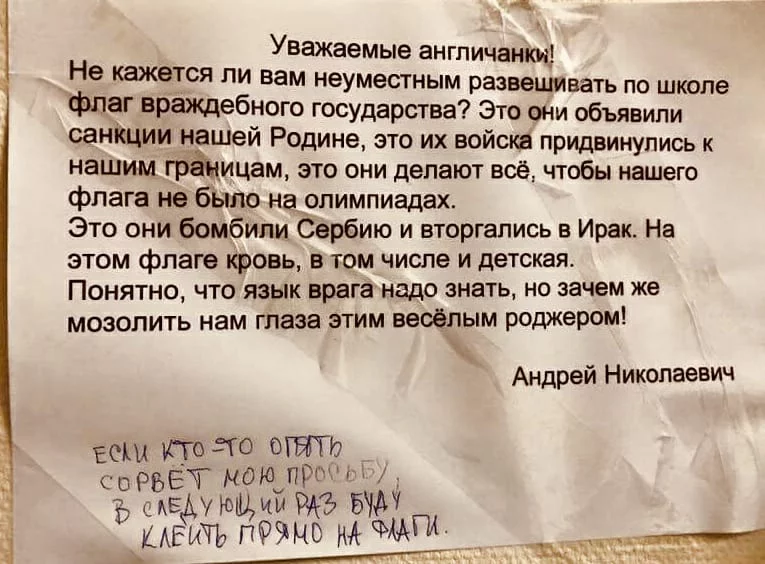 Уважаемые англичанки!
Не кажется ли вам неуместным развешивать по школе
флаг враждебного государства? Это они объявили
санкции нашей Родине, это их войска придвинулись к
нашим границам, это они делают всё, чтобы нашего
флага не было на олимпиадах.
Это они бомбили Сербию и вторгались в Ирак. На
этом флаге кровь, в том числе и детская.
Понятно, что язык врага надо знать, но зачем же
мозолить нам глаза этим весёлым роджером!
Андрей Николаевич
ЕСЛИ КТО-ТО ОПЯТЬ
СОРВЁТ МОЮ ПРОСЬБУ,
В СЛЕДУЮЩИЙ РАЗ БУДУ
КЛЕИТЬ ПРЯМО НА ФЛАГИ.